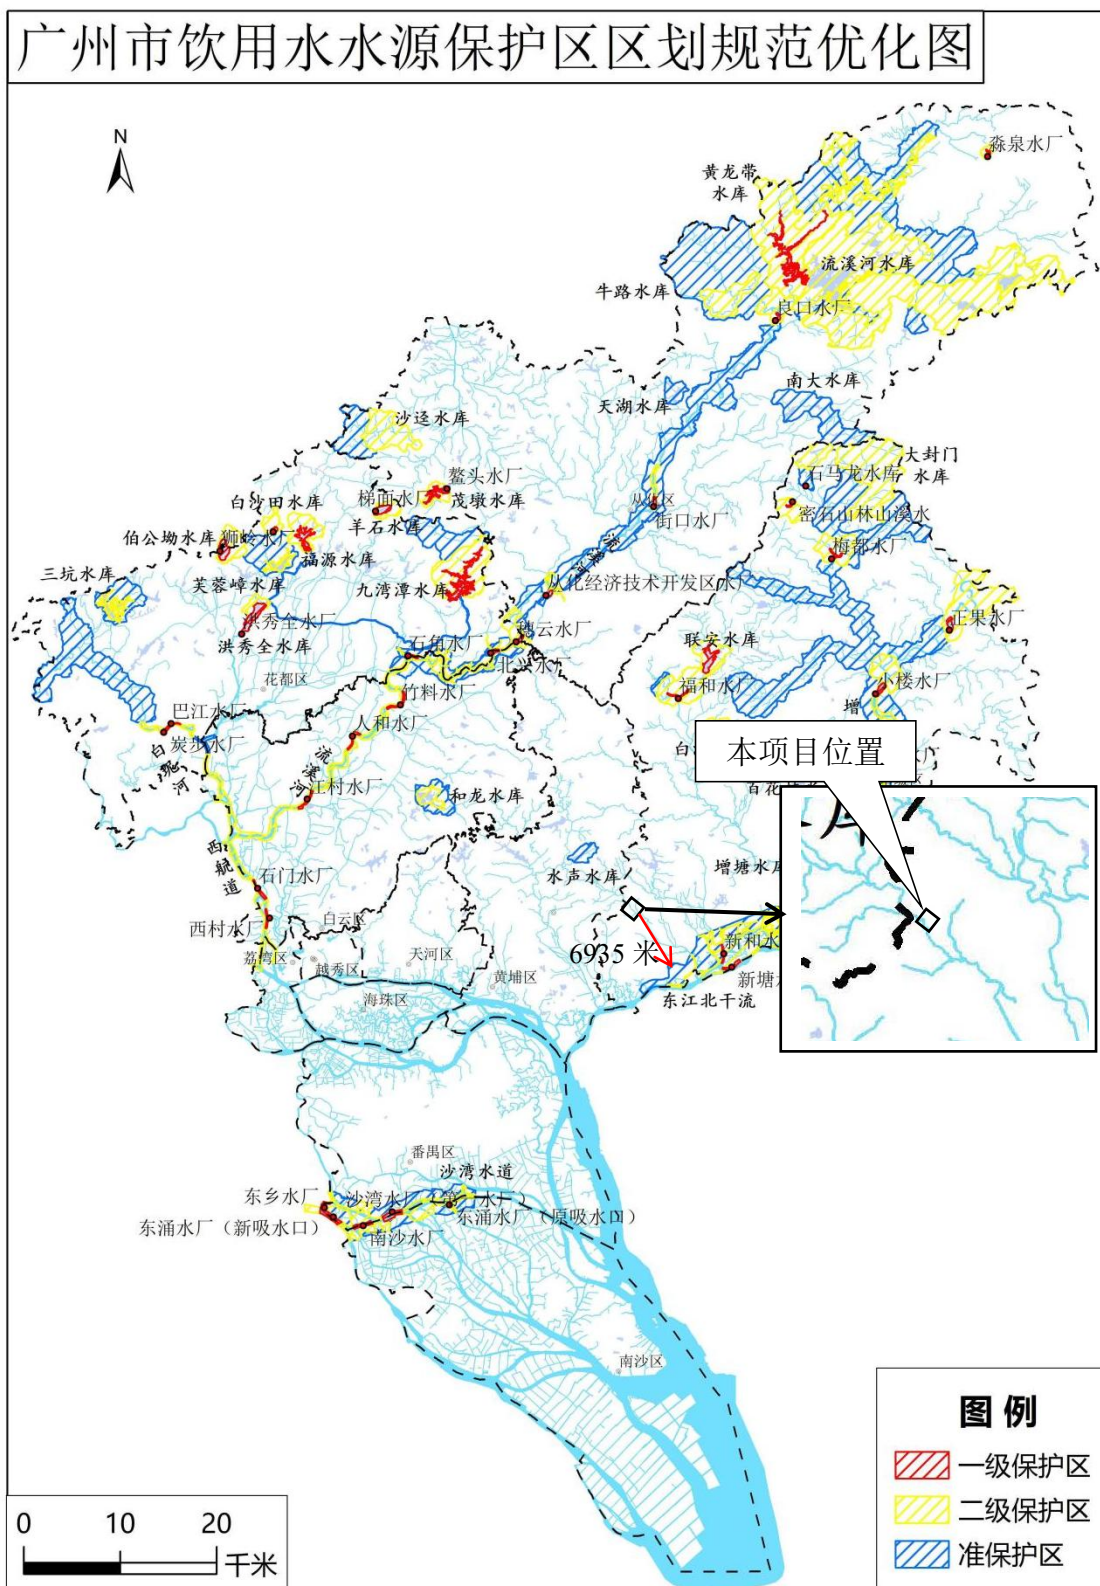 广州市饮用水水源保护区区划规范优化图
N
淼泉水厂
黄龙带
水库
流溪河水库
牛路水库
良口水厂
南大水库
天湖水库
沙迳水库
大封门
水库
石马龙水库
鳌头水厂
梯面水厂
茂墩水库
从化区
街口水厂
密石山林山溪水
白沙田水库
羊石水库
狮岭水厂
伯公坳水库
梅都水厂
福源水库
流溪河
三坑水库
芙蓉嶂水库
九湾潭水库
从化经济技术开发区水厂
洪秀全水厂
正果水厂
穗云水厂
洪秀全水库
石角水厂
联安水库
北兴水厂
花都区
福和水厂
小楼水厂
竹料水厂
增
巴江水厂
人和水厂
炭步水厂
白
本项目位置
白坭河
流溪河
江村水厂
和龙水库
西航道
水声水库
增塘水库
石门水厂
西村水厂
白云区
6935 米
新和水
荔湾区
越秀区
天河区
黄埔区
新塘水
海珠区
东江北干流
番禺区
沙湾水道
东乡水厂
东涌水厂（新吸水口）
南沙水厂
东涌水厂（原吸水口）
南沙区
图 例
一级保护区
二级保护区
准保护区
0 10 20
千米